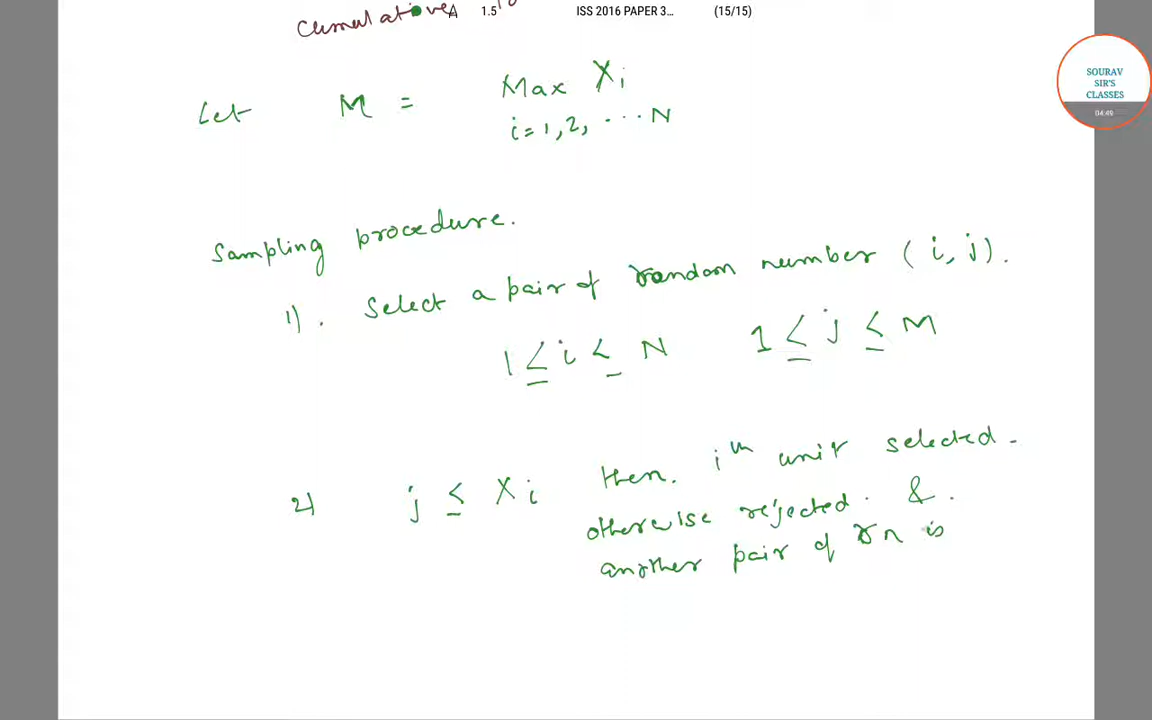 Cumulative
1.5
ISS 2016 PAPER 3... (15/15)
SOURAV
SIR'S
CLASSES
04:49
Let M = Max Xi
i=1,2, ... N
Sampling procedure.
1). Select a pair of random number (i, j).
1 ≤ i ≤ N 1 ≤ j ≤ M
2) j ≤ Xi then. ith unit selected.
otherwise rejected. &.
another pair of rn is